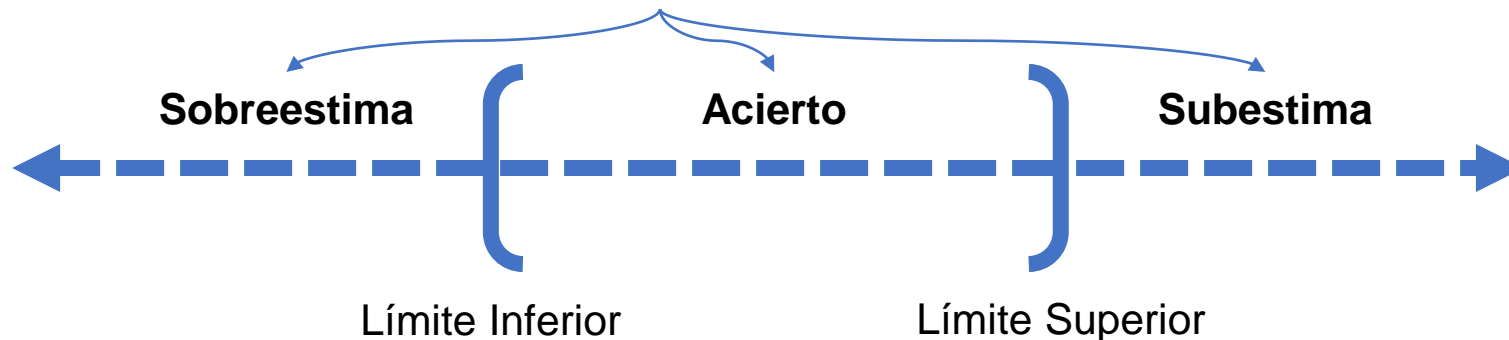 Sobreestima
Acierto
Subestima
Límite Inferior
Límite Superior